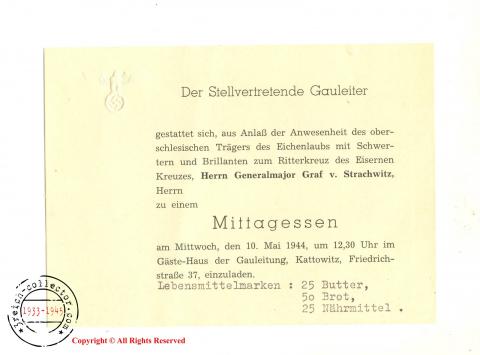 Der Stellvertretende Gauleiter
gestattet sich, aus Anlaß der Anwesenheit des ober-
schlesischen Trägers des Eichenlaubs mit Schwer-
tern und Brillanten zum Ritterkreuz des Eisernen
Kreuzes, Herrn Generalmajor Graf v. Strachwitz,
Herrn
zu einem
Mittagessen
am Mittwoch, den 10. Mai 1944, um 12,30 Uhr im
Gäste-Haus der Gauleitung, Kattowitz, Friedrich-
straße 37, einzuladen.
Lebensmittelmarken : 25 Butter,
50 Brot,
25 Nährmittel .
3reich-collector.com
1933-1945
Copyright © All Rights Reserved